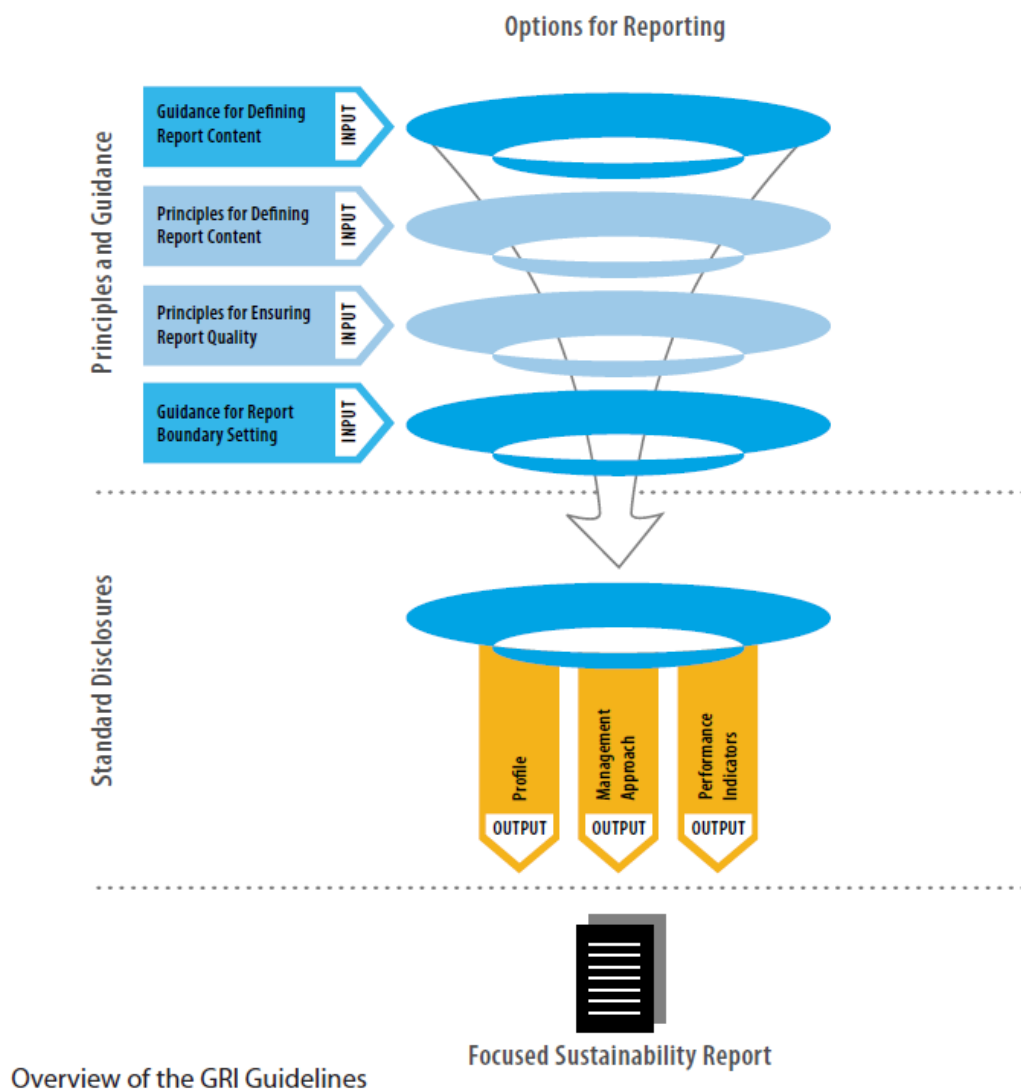 Options for Reporting
Principles and Guidance
Guidance for Defining
Report Content
INPUT
Principles for Defining
Report Content
INPUT
Principles for Ensuring
Report Quality
INPUT
Guidance for Report
Boundary Setting
INPUT
Standard Disclosures
Profile
OUTPUT
Management
Approach
OUTPUT
Performance
Indicators
OUTPUT
Focused Sustainability Report
Overview of the GRI Guidelines